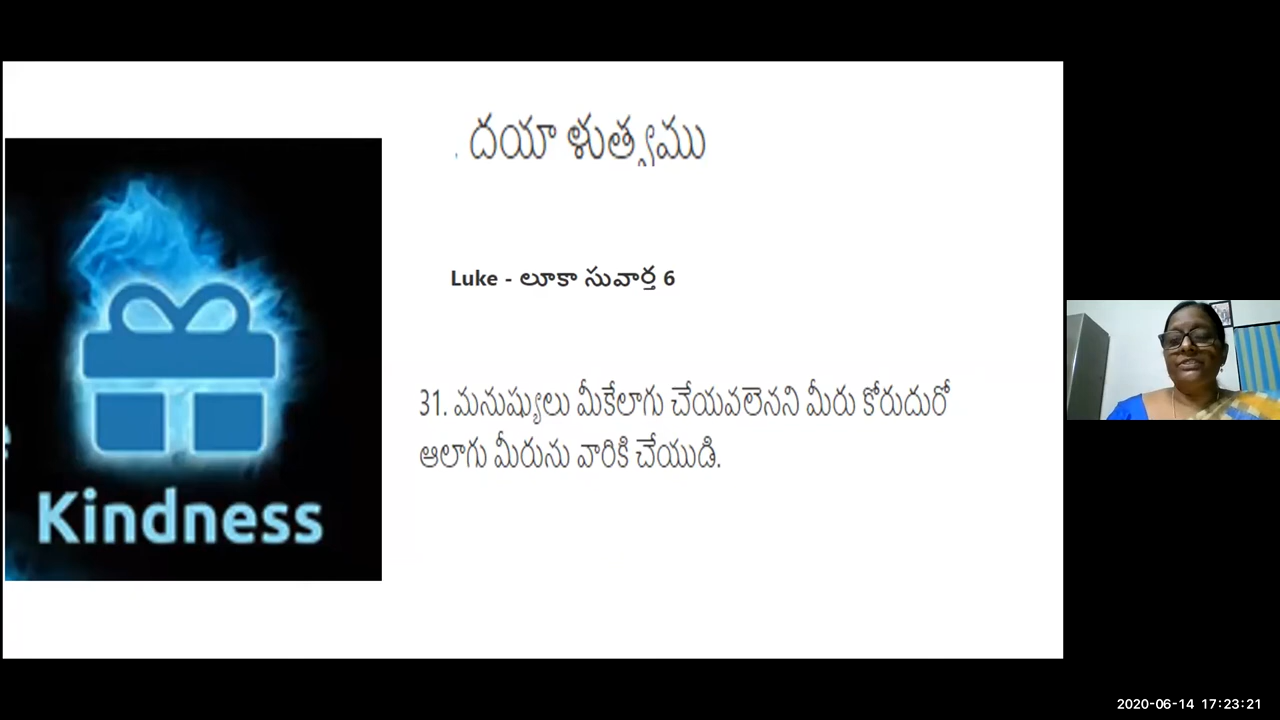 . దయా ళుత్వము
Luke - లూకా సువార్త 6
31. మనుష్యులు మీకేలాగు చేయవలెనని మీరు కోరుదురో
ఆలాగు మీరును వారికి చేయుడి.
Kindness
2020-06-14 17:23:21